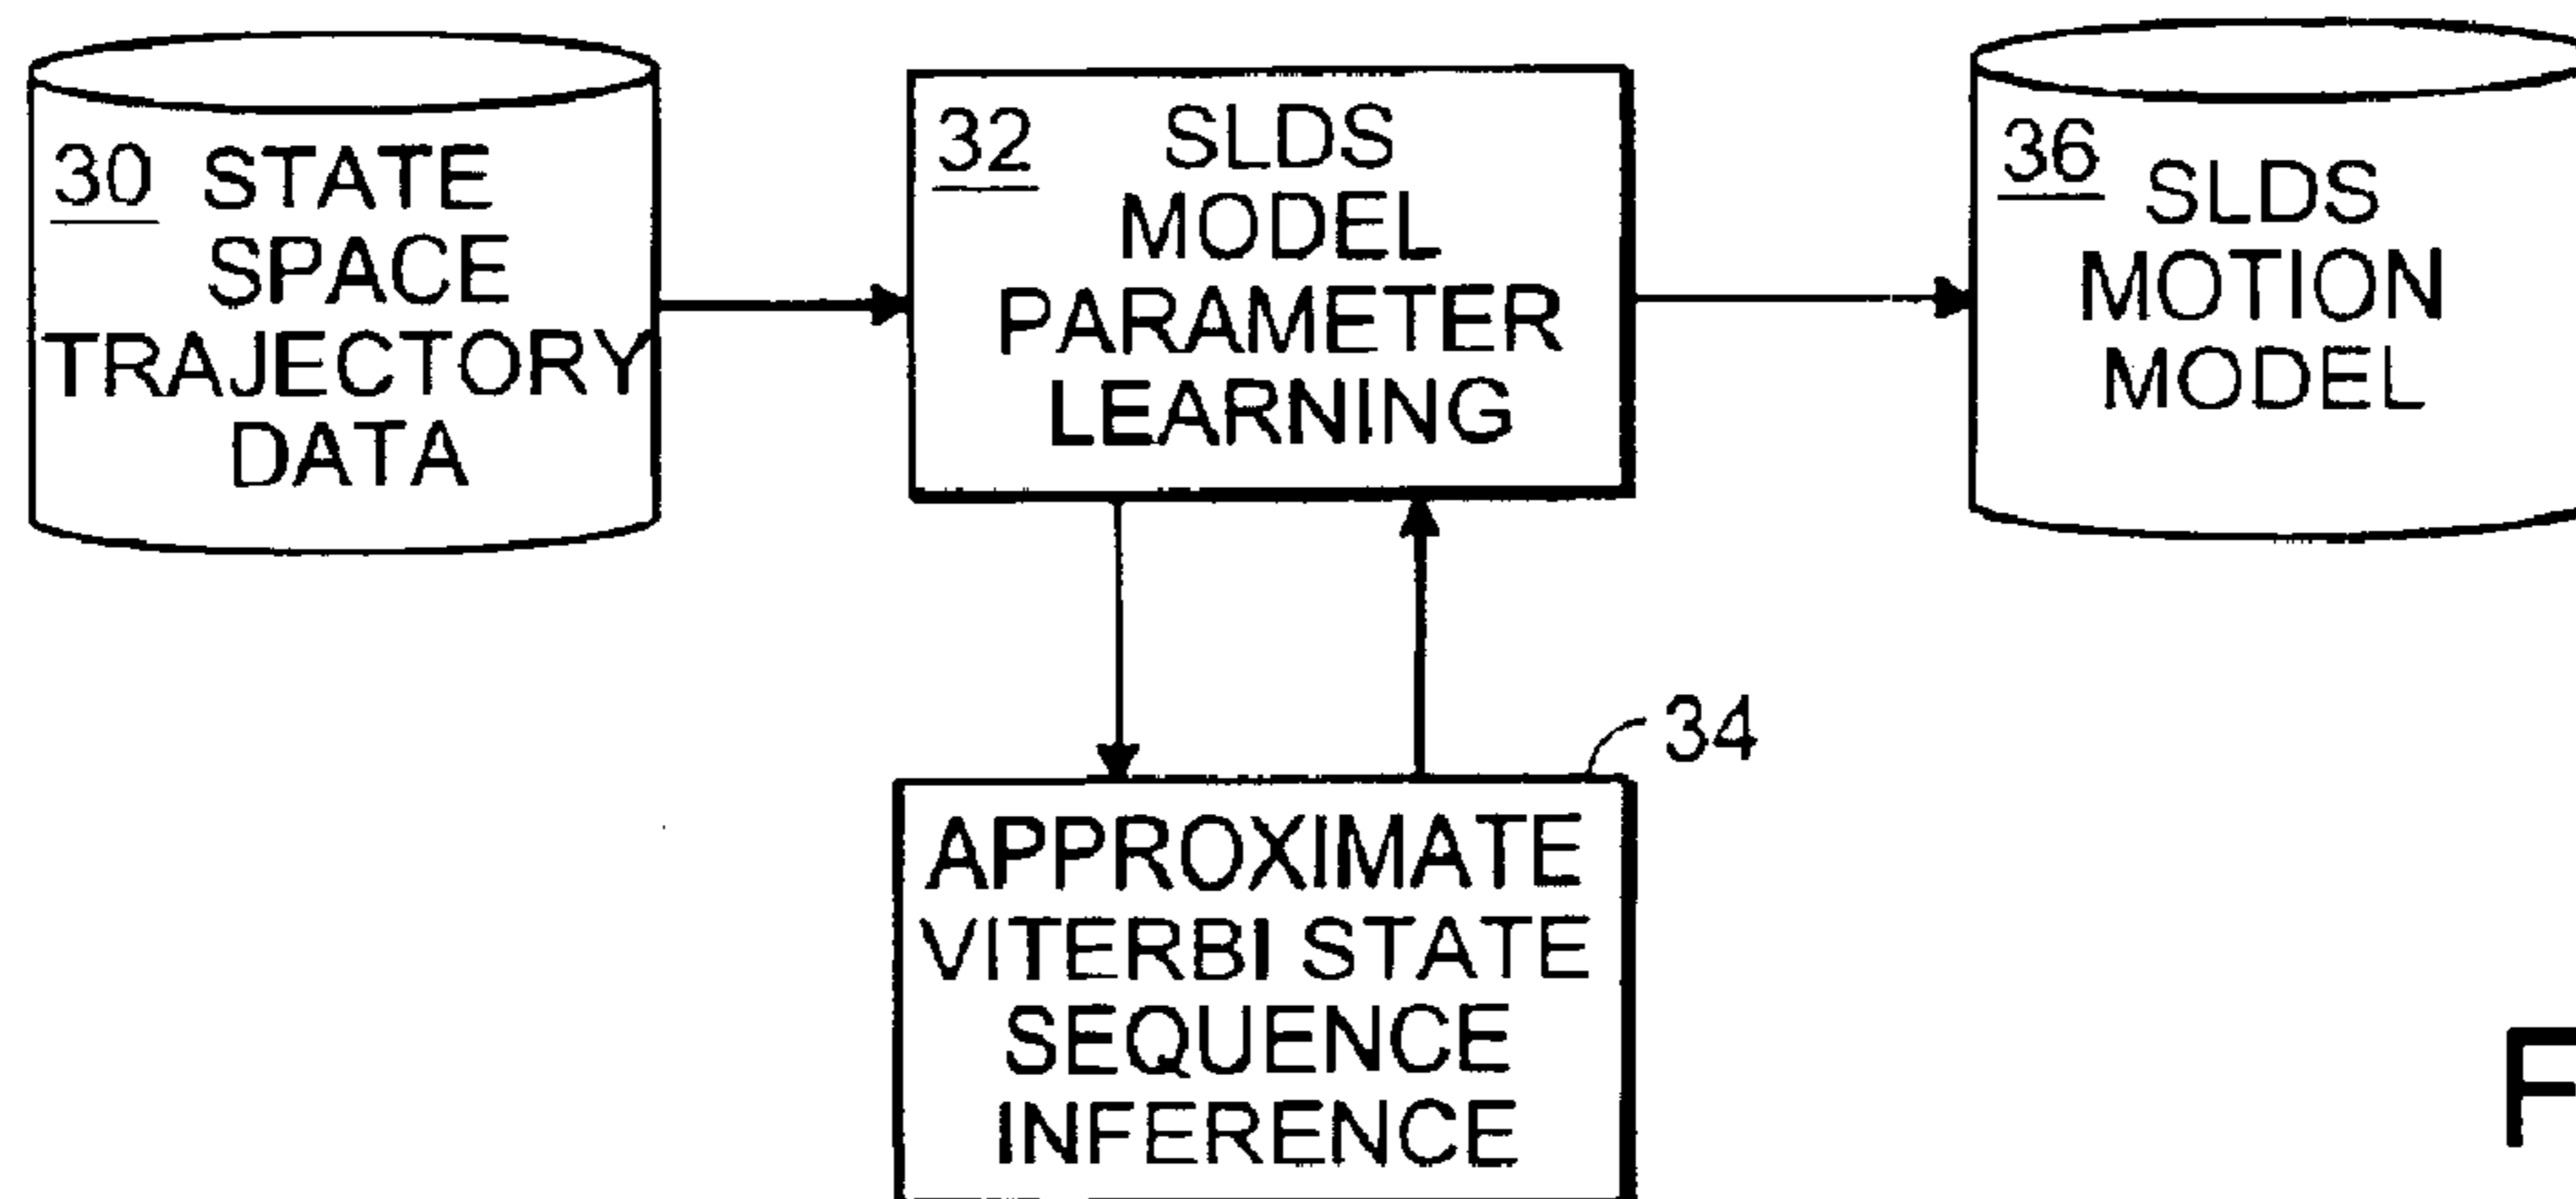 30 STATE
SPACE
TRAJECTORY
DATA
32 SLDS
MODEL
PARAMETER
LEARNING
36 SLDS
MOTION
MODEL
34
APPROXIMATE
VITERBI STATE
SEQUENCE
INFERENCE
F